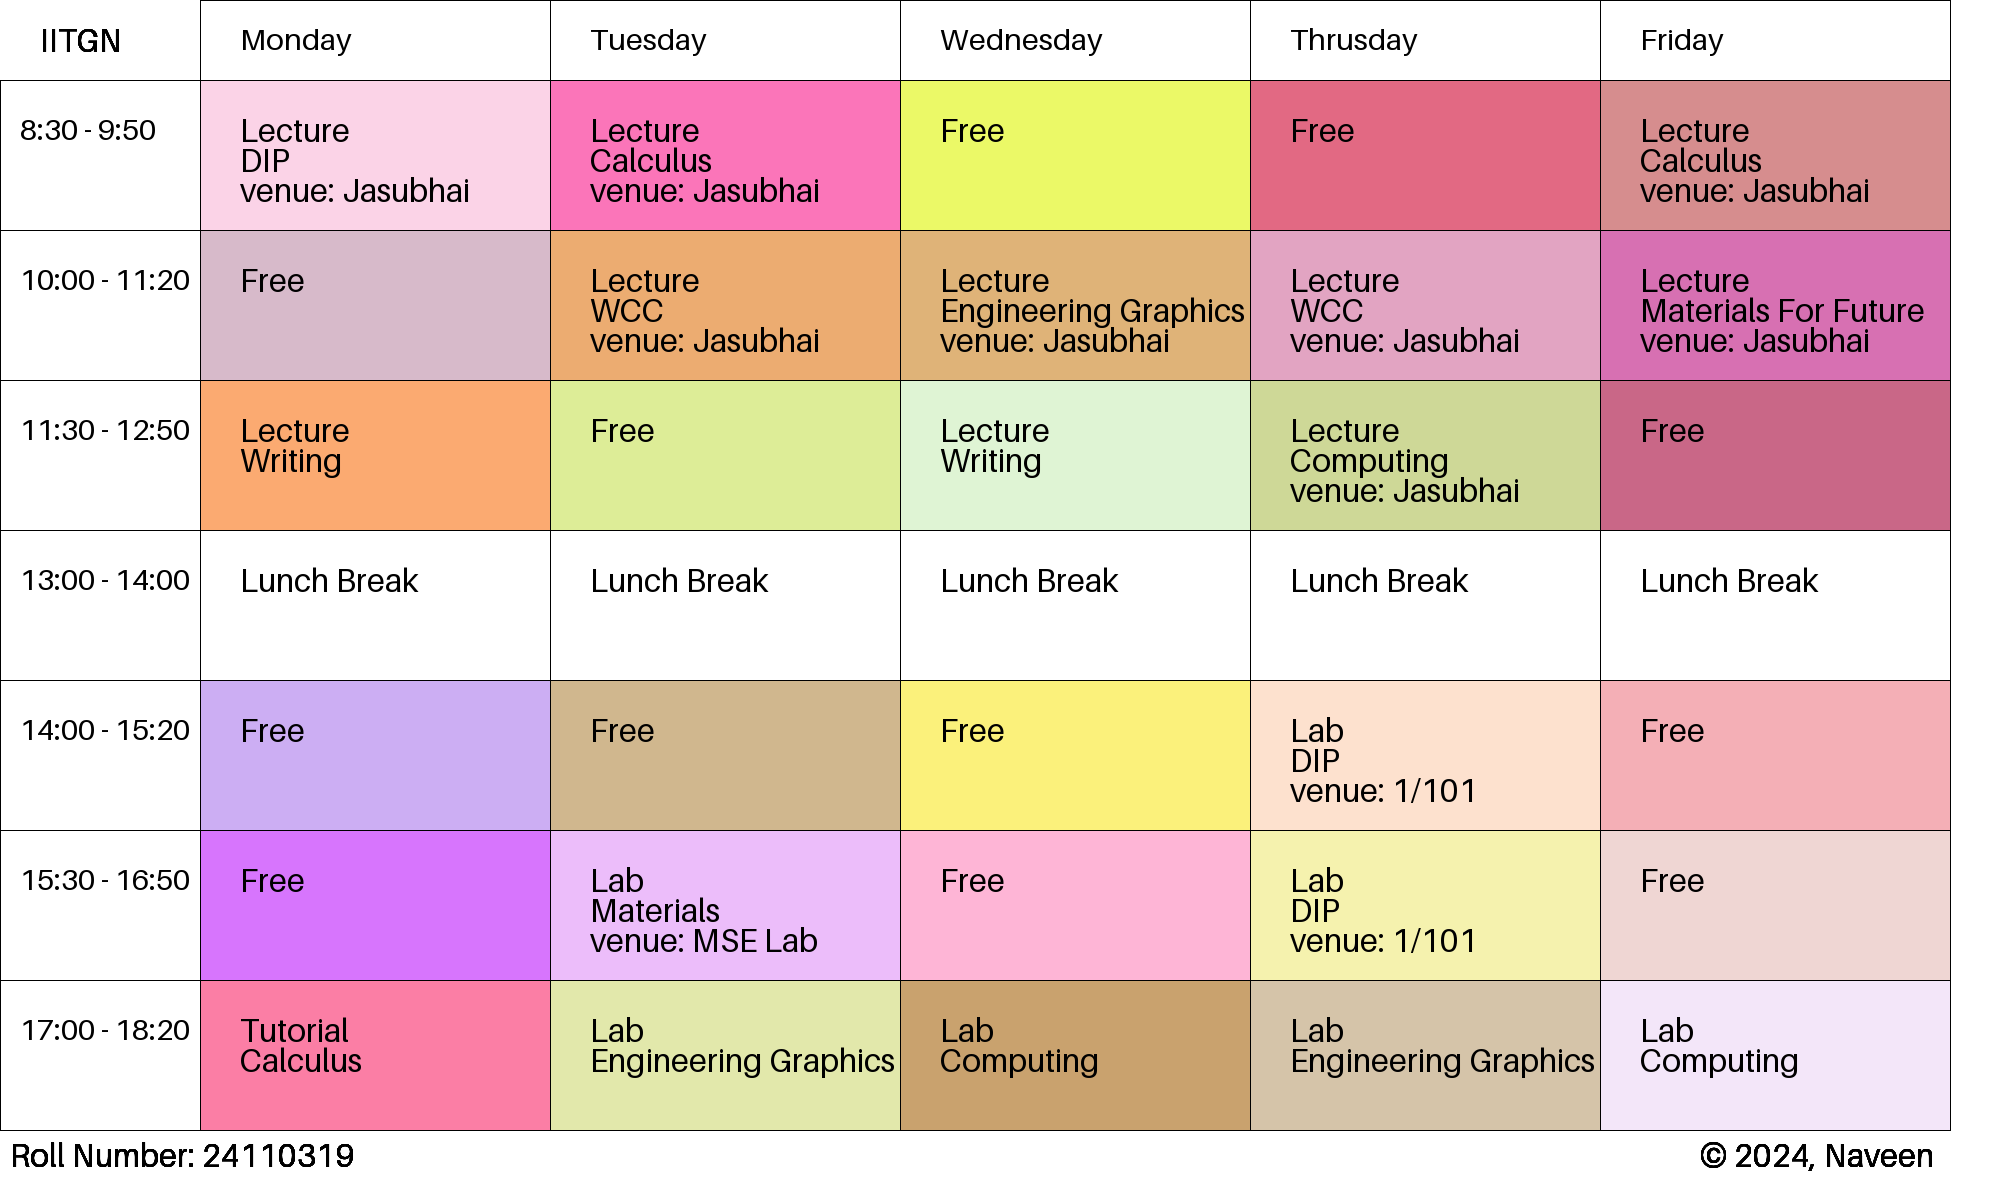 IITGN Monday Tuesday Wednesday Thrusday Friday
8:30 - 9:50
Lecture
DIP
venue: Jasubhai
Lecture
Calculus
venue: Jasubhai
Free
Free
Lecture
Calculus
venue: Jasubhai
10:00 - 11:20
Free
Lecture
WCC
venue: Jasubhai
Lecture
Engineering Graphics
venue: Jasubhai
Lecture
WCC
venue: Jasubhai
Lecture
Materials For Future
venue: Jasubhai
11:30 - 12:50
Lecture
Writing
Free
Lecture
Writing
Lecture
Computing
venue: Jasubhai
Free
13:00 - 14:00
Lunch Break
Lunch Break
Lunch Break
Lunch Break
Lunch Break
14:00 - 15:20
Free
Free
Free
Lab
DIP
venue: 1/101
Free
15:30 - 16:50
Free
Lab
Materials
venue: MSE Lab
Free
Lab
DIP
venue: 1/101
Free
17:00 - 18:20
Tutorial
Calculus
Lab
Engineering Graphics
Lab
Computing
Lab
Engineering Graphics
Lab
Computing
Roll Number: 24110319
© 2024, Naveen